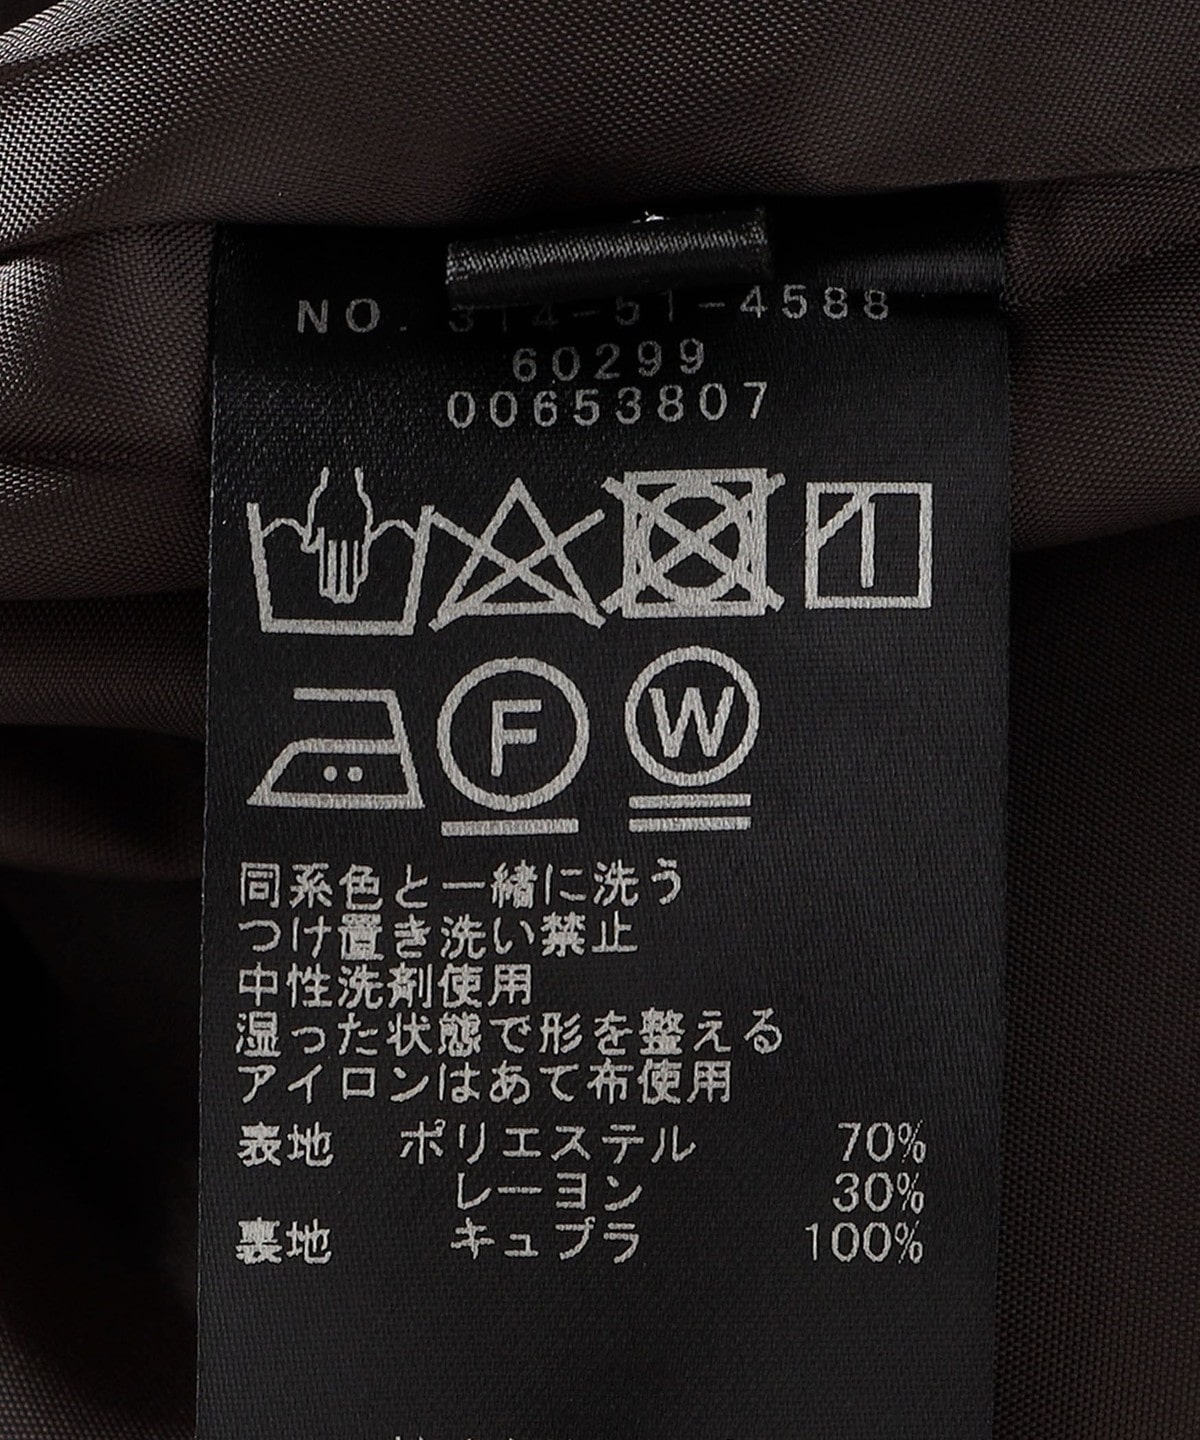 NO. 314-51-4588
60299
00653807
F W
同系色と一緒に洗う
つけ置き洗い禁止
中性洗剤使用
湿った状態で形を整える
アイロンはあて布使用
表地 ポリエステル 70%
レーヨン 30%
裏地 キュプラ 100%